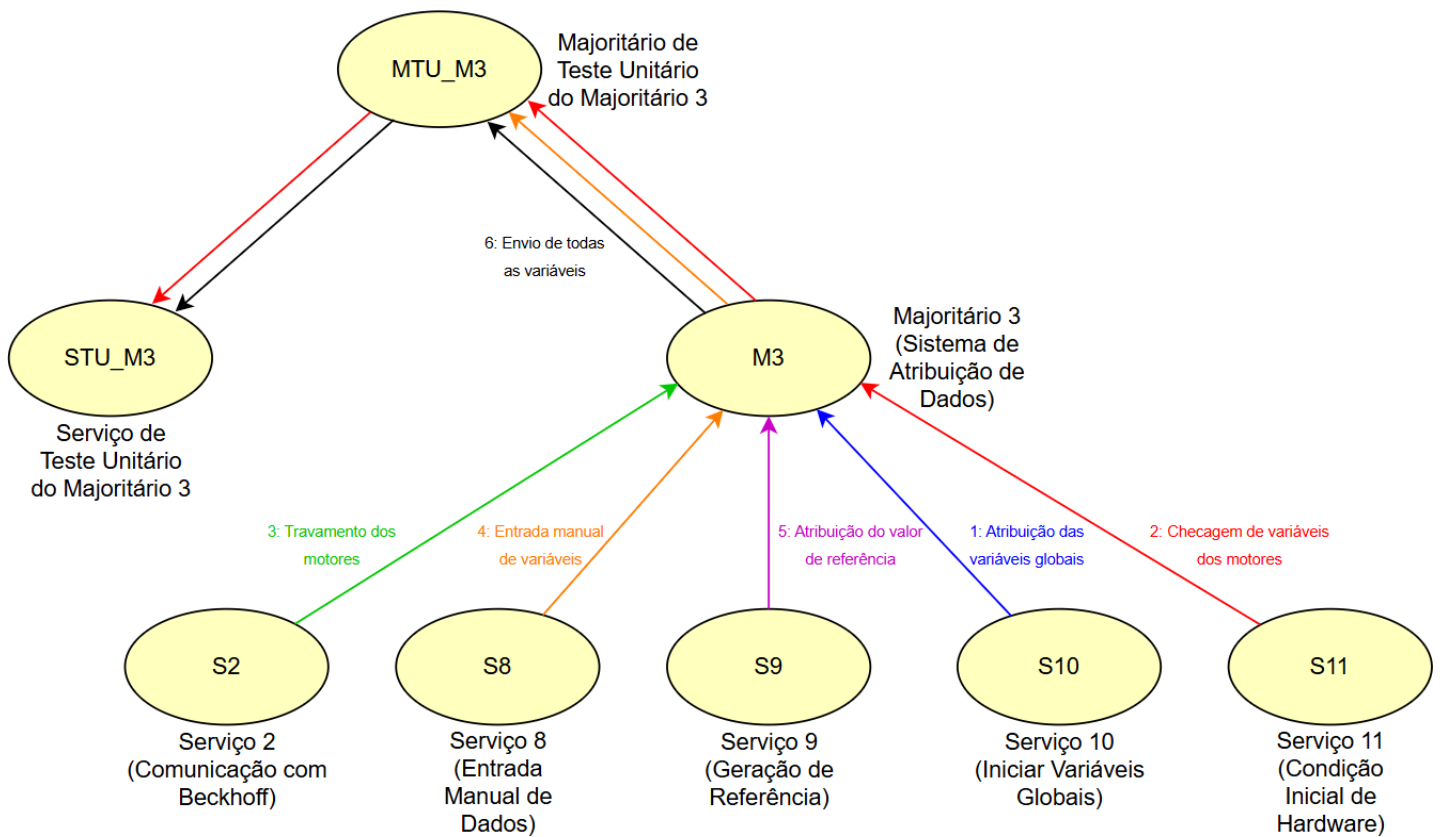 MTU_M3
Majoritário de
Teste Unitário
do Majoritário 3
6: Envio de todas
as variáveis
STU_M3
Serviço de
Teste Unitário
do Majoritário 3
M3
Majoritário 3
(Sistema de
Atribuição de
Dados)
3: Travamento dos
motores
4: Entrada manual
de variáveis
5: Atribuição do valor
de referência
1: Atribuição das
variáveis globais
2: Checagem de variáveis
dos motores
S2
Serviço 2
(Comunicação com
Beckhoff)
S8
Serviço 8
(Entrada
Manual de
Dados)
S9
Serviço 9
(Geração de
Referência)
S10
Serviço 10
(Iniciar Variáveis
Globais)
S11
Serviço 11
(Condição
Inicial de
Hardware)